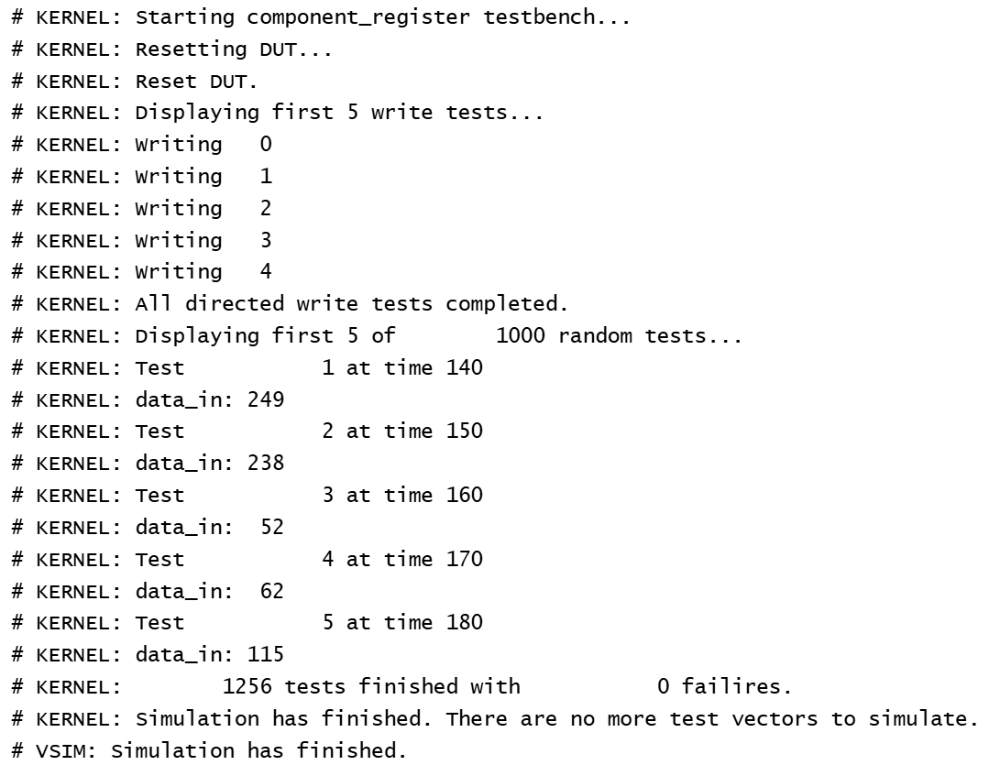 # KERNEL: Starting component_register testbench...
# KERNEL: Resetting DUT...
# KERNEL: Reset DUT.
# KERNEL: Displaying first 5 write tests...
# KERNEL: Writing   0
# KERNEL: Writing   1
# KERNEL: Writing   2
# KERNEL: Writing   3
# KERNEL: Writing   4
# KERNEL: All directed write tests completed.
# KERNEL: Displaying first 5 of        1000 random tests...
# KERNEL: Test           1 at time 140
# KERNEL: data_in: 249
# KERNEL: Test           2 at time 150
# KERNEL: data_in: 238
# KERNEL: Test           3 at time 160
# KERNEL: data_in:  52
# KERNEL: Test           4 at time 170
# KERNEL: data_in:  62
# KERNEL: Test           5 at time 180
# KERNEL: data_in: 115
# KERNEL:        1256 tests finished with           0 failires.
# KERNEL: Simulation has finished. There are no more test vectors to simulate.
# VSIM: Simulation has finished.